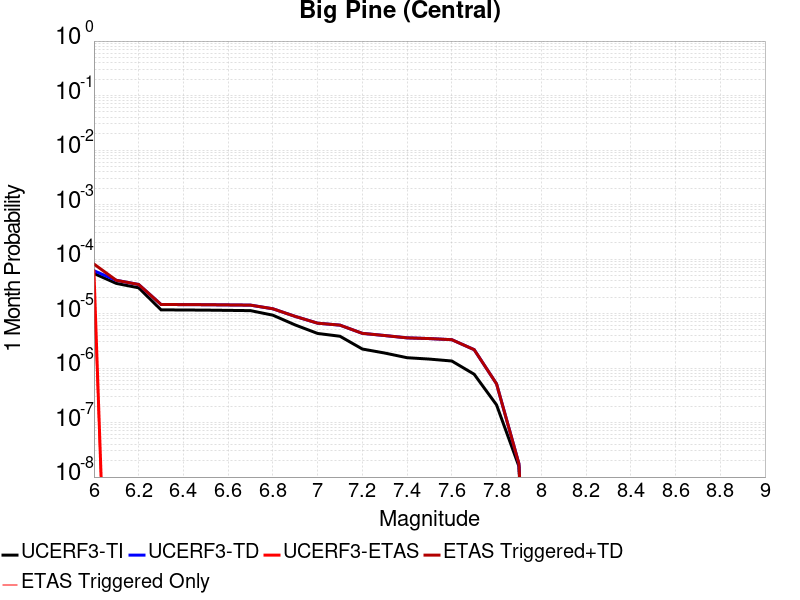 Big Pine (Central)
1 Month Probability
10^0
10^-1
10^-2
10^-3
10^-4
10^-5
10^-6
10^-7
10^-8
6 6.2 6.4 6.6 6.8 7 7.2 7.4 7.6 7.8 8 8.2 8.4 8.6 8.8 9
Magnitude
UCERF3-TI UCERF3-TD UCERF3-ETAS ETAS Triggered+TD
ETAS Triggered Only